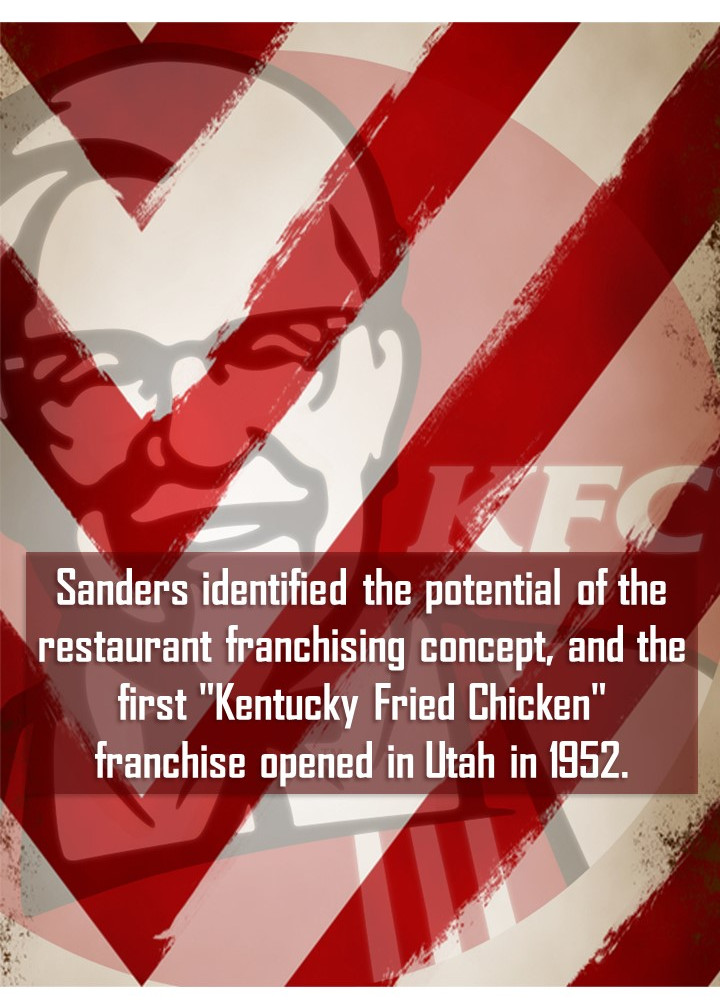 KFC
Sanders identified the potential of the
restaurant franchising concept, and the
first "Kentucky Fried Chicken"
franchise opened in Utah in 1952.